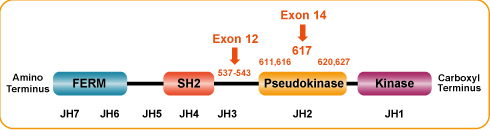 Exon 14
Exon 12
617
537-543
611,616
620,627
Amino
Terminus
FERM
SH2
Pseudokinase
Kinase
Carboxyl
Terminus
JH7
JH6
JH5
JH4
JH3
JH2
JH1